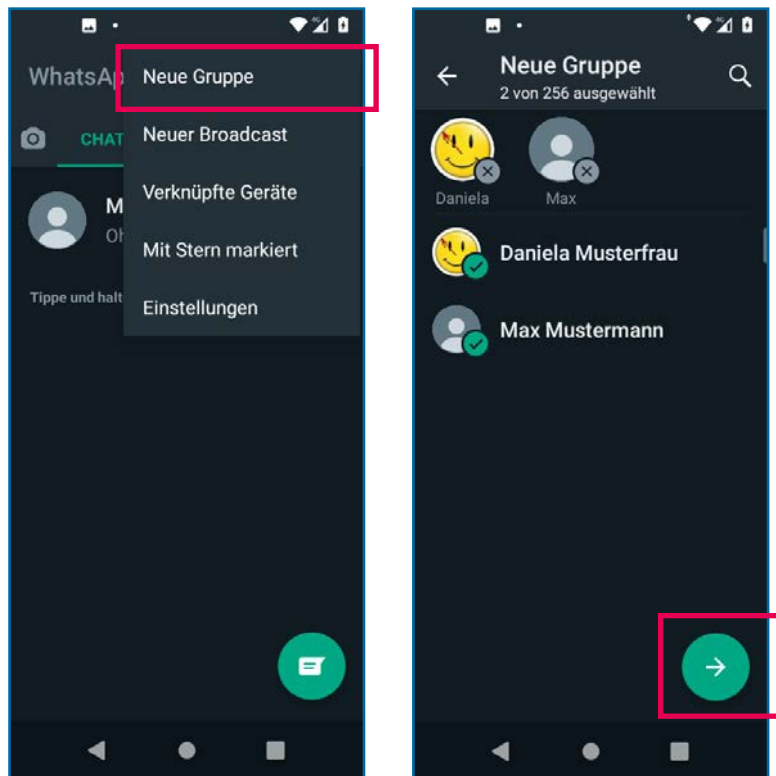 WhatsAp
Neue Gruppe
Neuer Broadcast
CHAT
Verknüpfte Geräte
M
Oh
Mit Stern markiert
Tippe und halt
Einstellungen
4G
Neue Gruppe
2 von 256 ausgewählt
Daniela
Max
Daniela Musterfrau
Max Mustermann